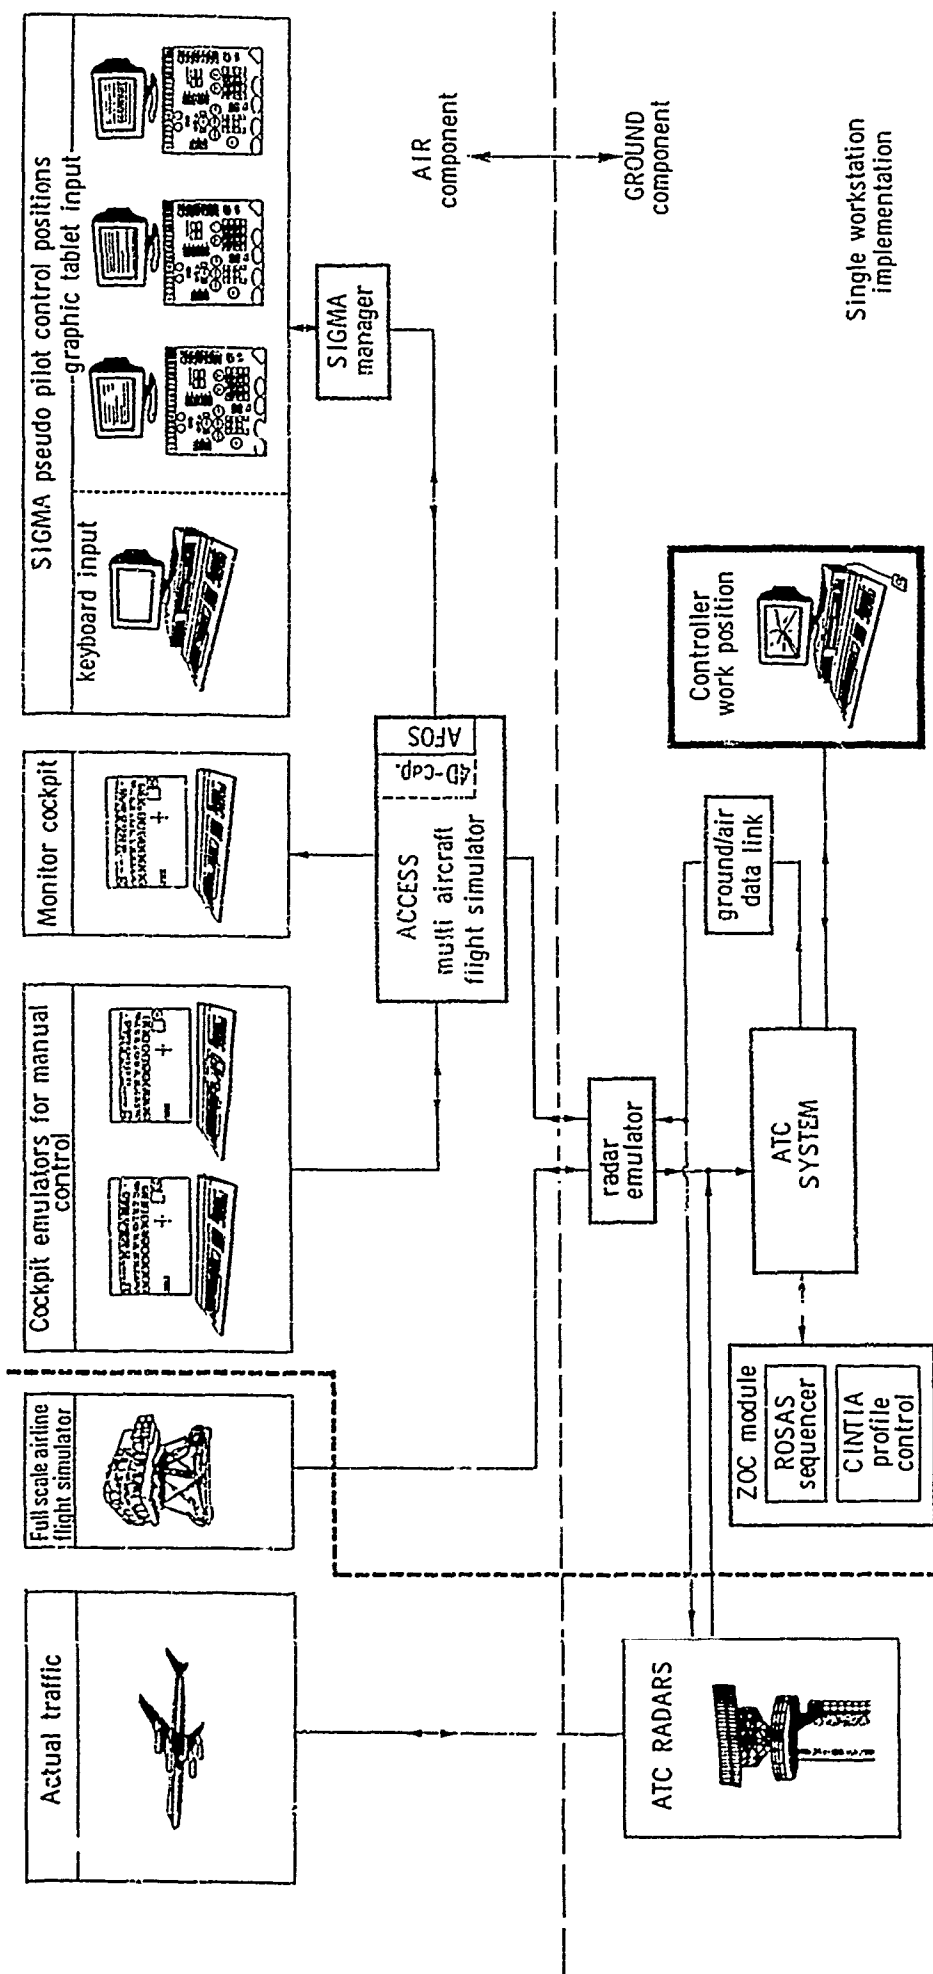 Actual traffic
Full scale airline
flight simulator
Cockpit emulators for manual
control
Monitor cockpit
SIGMA pseudo pilot control positions
keyboard input
graphic tablet input
SIGMA
manager
ACCESS
multi aircraft
flight simulator
4D-cap.
AFOS
AIR
component
GROUND
component
radar
emulator
ground/air
data link
Controller
work position
ATC RADARS
ATC
SYSTEM
ZOC module
ROSAS
sequencer
CINTIA
profile
control
Single workstation
implementation